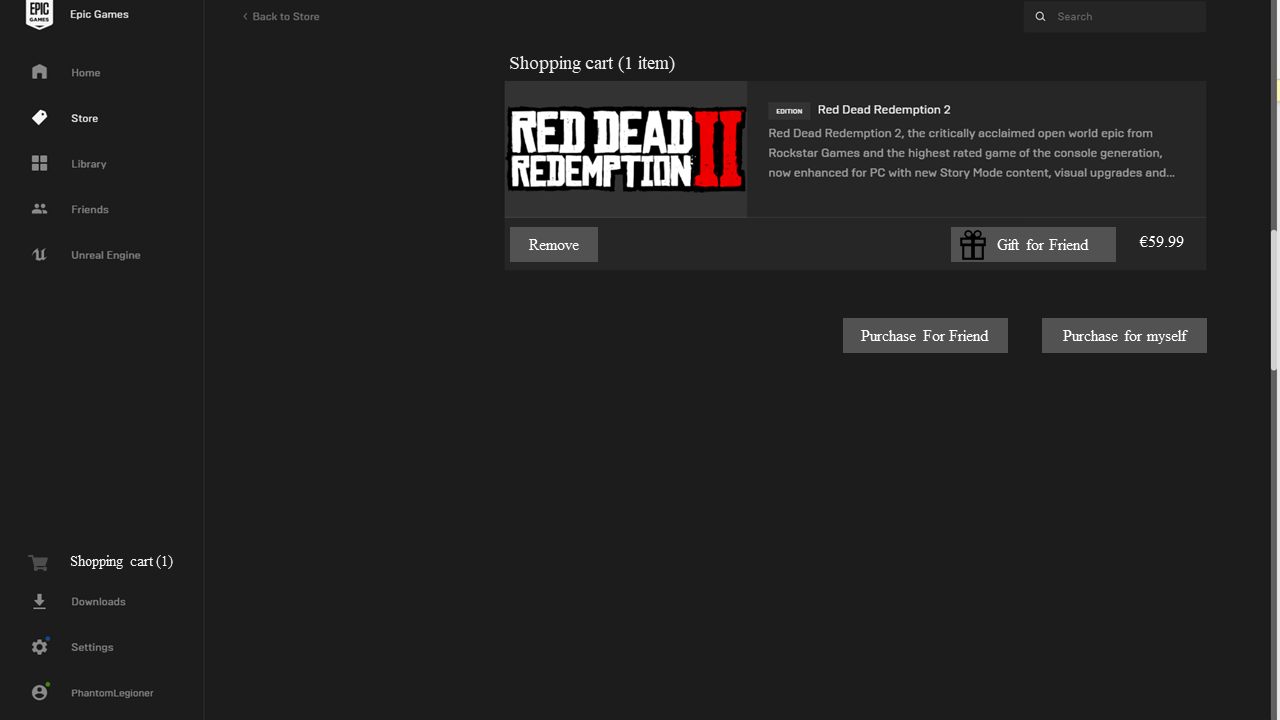 EPIC
GAMES
Epic Games
Back to Store
Search
Home
Store
Library
Friends
Unreal Engine
Shopping cart (1 item)
RED DEAD
REDEMPTION II
EDITION Red Dead Redemption 2
Red Dead Redemption 2, the critically acclaimed open world epic from
Rockstar Games and the highest rated game of the console generation,
now enhanced for PC with new Story Mode content, visual upgrades and...
Remove
Gift for Friend
€59.99
Purchase For Friend
Purchase for myself
Shopping cart (1)
Downloads
Settings
PhantomLegioner